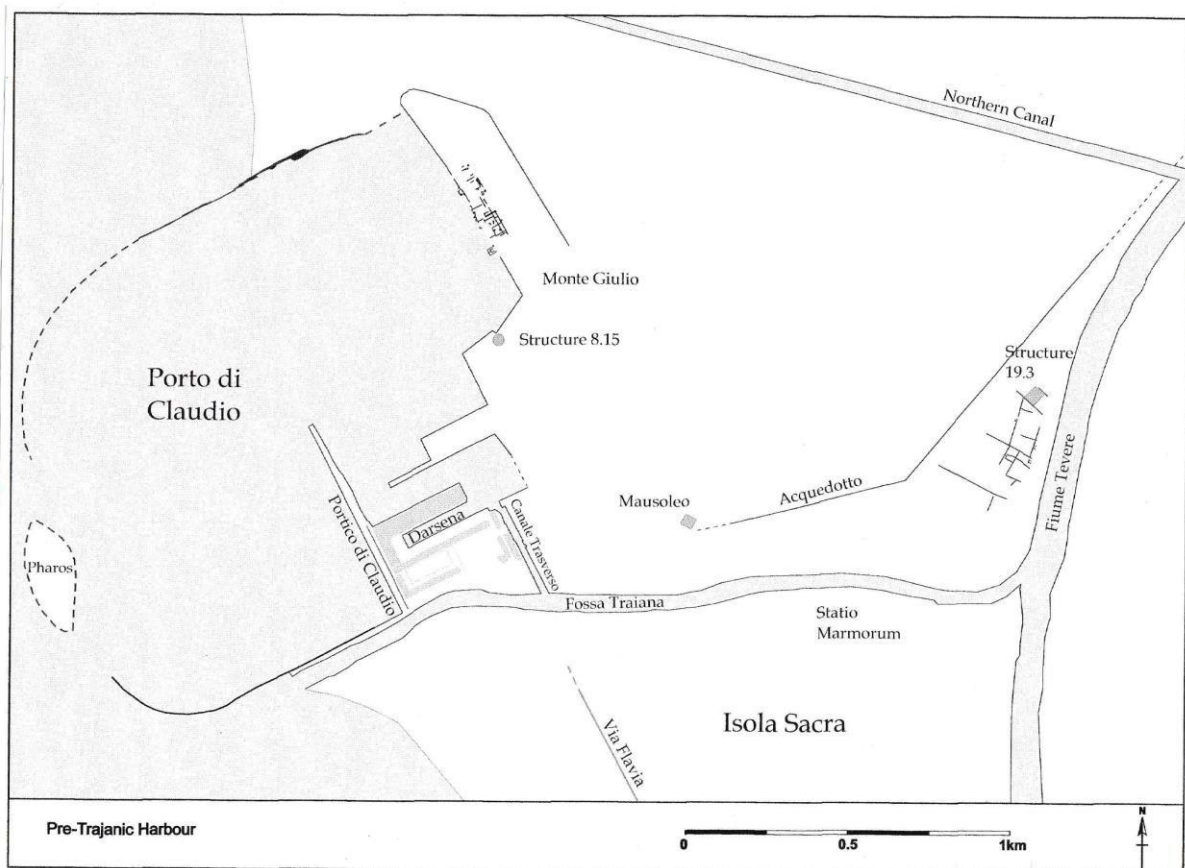 Northern Canal
Monte Giulio
Structure 8.15
Porto di
Claudio
Structure
19.3
Mausoleo
Acquedotto
Fiume Tevere
Portico di Claudio
Darsena
Canale Trasverso
Pharos
Fossa Traiana
Statio
Marmorum
Via Flavia
Isola Sacra
Pre-Trajanic Harbour
0
0.5
1km